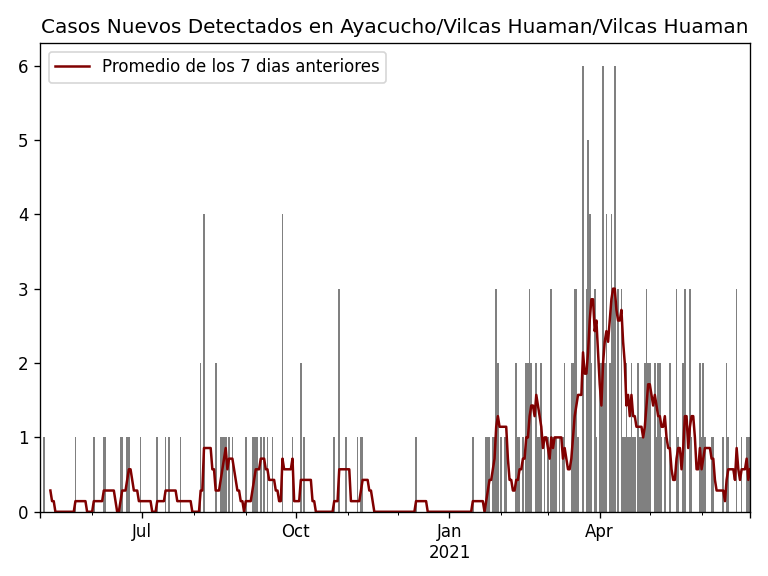 Casos Nuevos Detectados en Ayacucho/Vilcas Huaman/Vilcas Huaman
Promedio de los 7 dias anteriores
6
5
4
3
2
1
0
Jul
Oct
Jan
2021
Apr